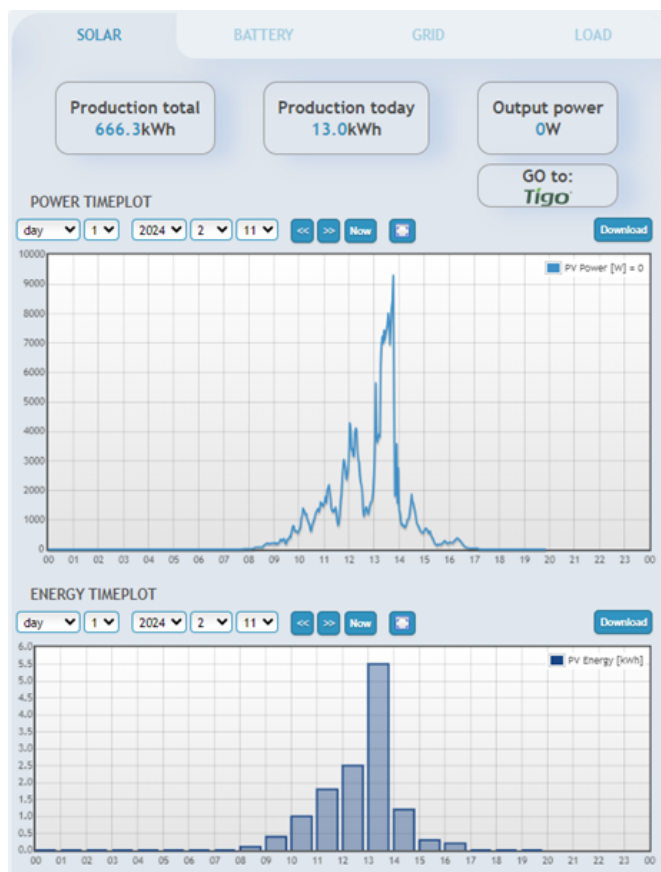 SOLAR BATTERY GRID LOAD
Production total Production today Output power
666.3kWh 13.0kWh 0W
GO to:
Tigo
POWER TIMEPLOT
day 1 2024 2 11 << >> Now Download
10000
PV Power [W] = 0
9000
8000
7000
6000
5000
4000
3000
2000
1000
0
00 01 02 03 04 05 06 07 08 09 10 11 12 13 14 15 16 17 18 19 20 21 22 23 00
ENERGY TIMEPLOT
day 1 2024 2 11 << >> Now Download
6.0
PV Energy [kWh]
5.5
5.0
4.5
4.0
3.5
3.0
2.5
2.0
1.5
1.0
0.5
0.0
00 01 02 03 04 05 06 07 08 09 10 11 12 13 14 15 16 17 18 19 20 21 22 23 00